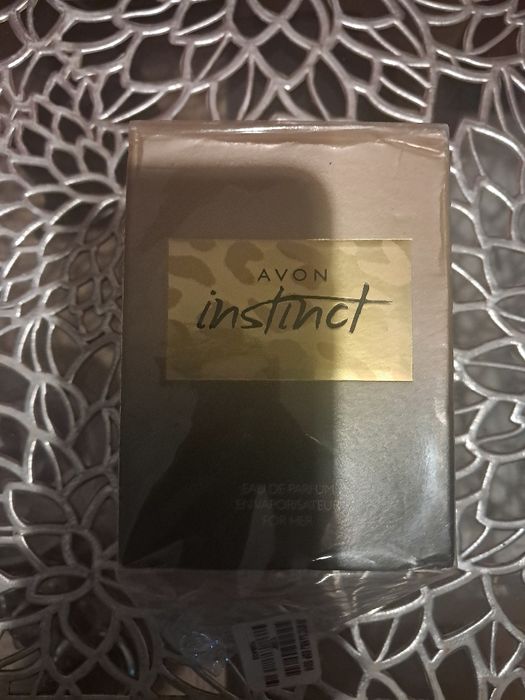 AVON
instinct
EAU DE PARFUM
EN VAPORISATEUR
FOR HER